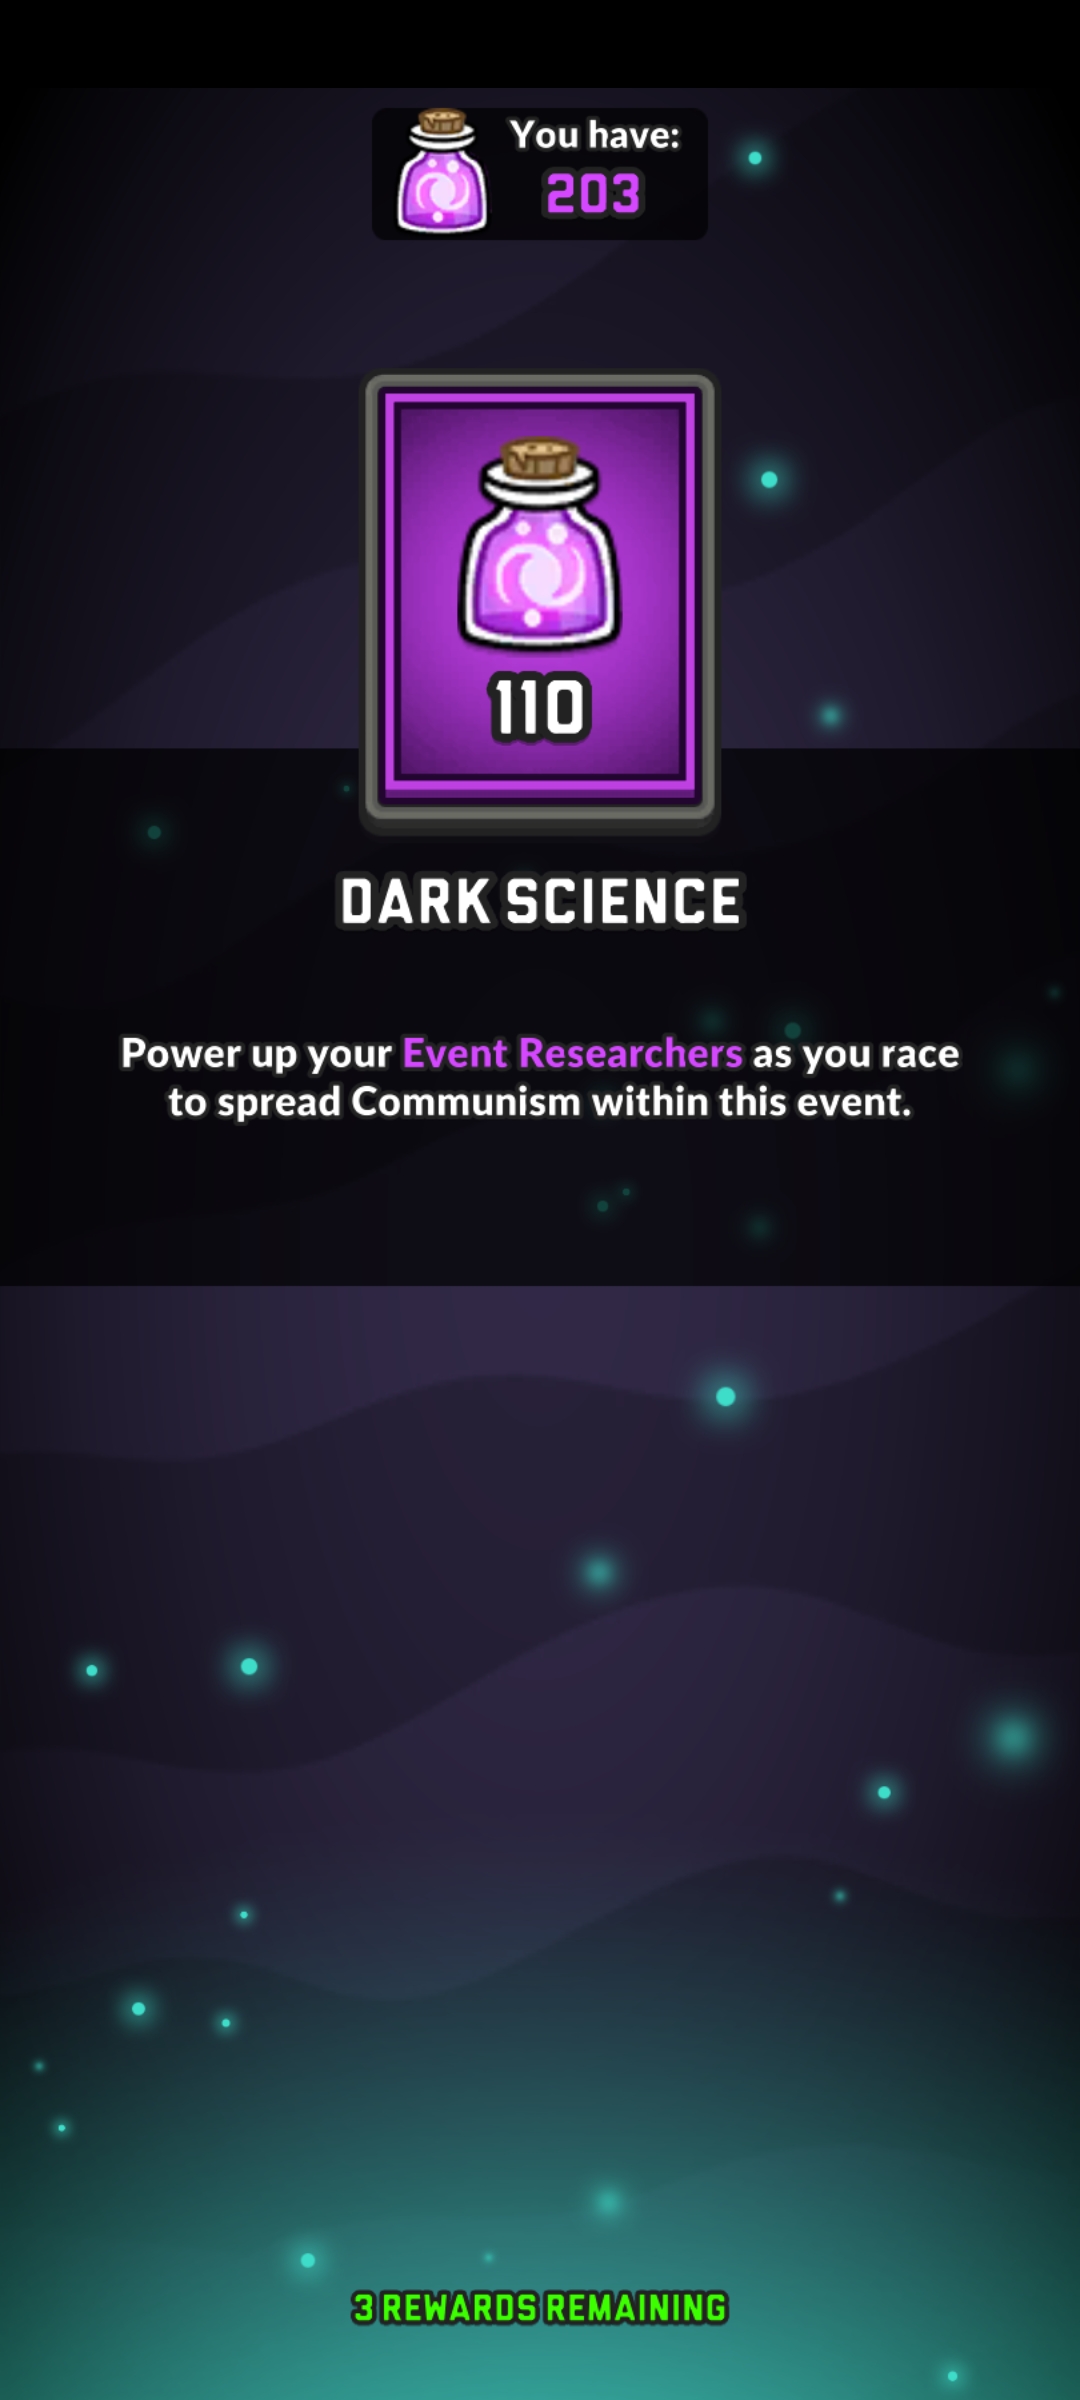 You have:
203
110
DARK SCIENCE
Power up your Event Researchers as you race
to spread Communism within this event.
3 REWARDS REMAINING